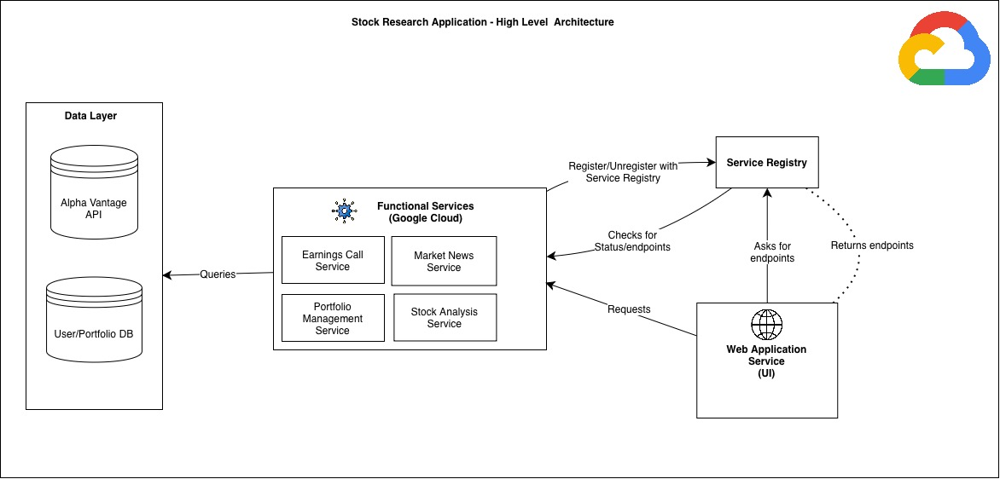 Stock Research Application - High Level  Architecture
Data Layer
Alpha Vantage
API
User/Portfolio DB
Queries
Functional Services
(Google Cloud)
Earnings Call
Service
Market News
Service
Portfolio
Management
Service
Stock Analysis
Service
Register/Unregister with
Service Registry
Service Registry
Checks for
Status/endpoints
Asks for
endpoints
Returns endpoints
Requests
Web Application
Service
(UI)